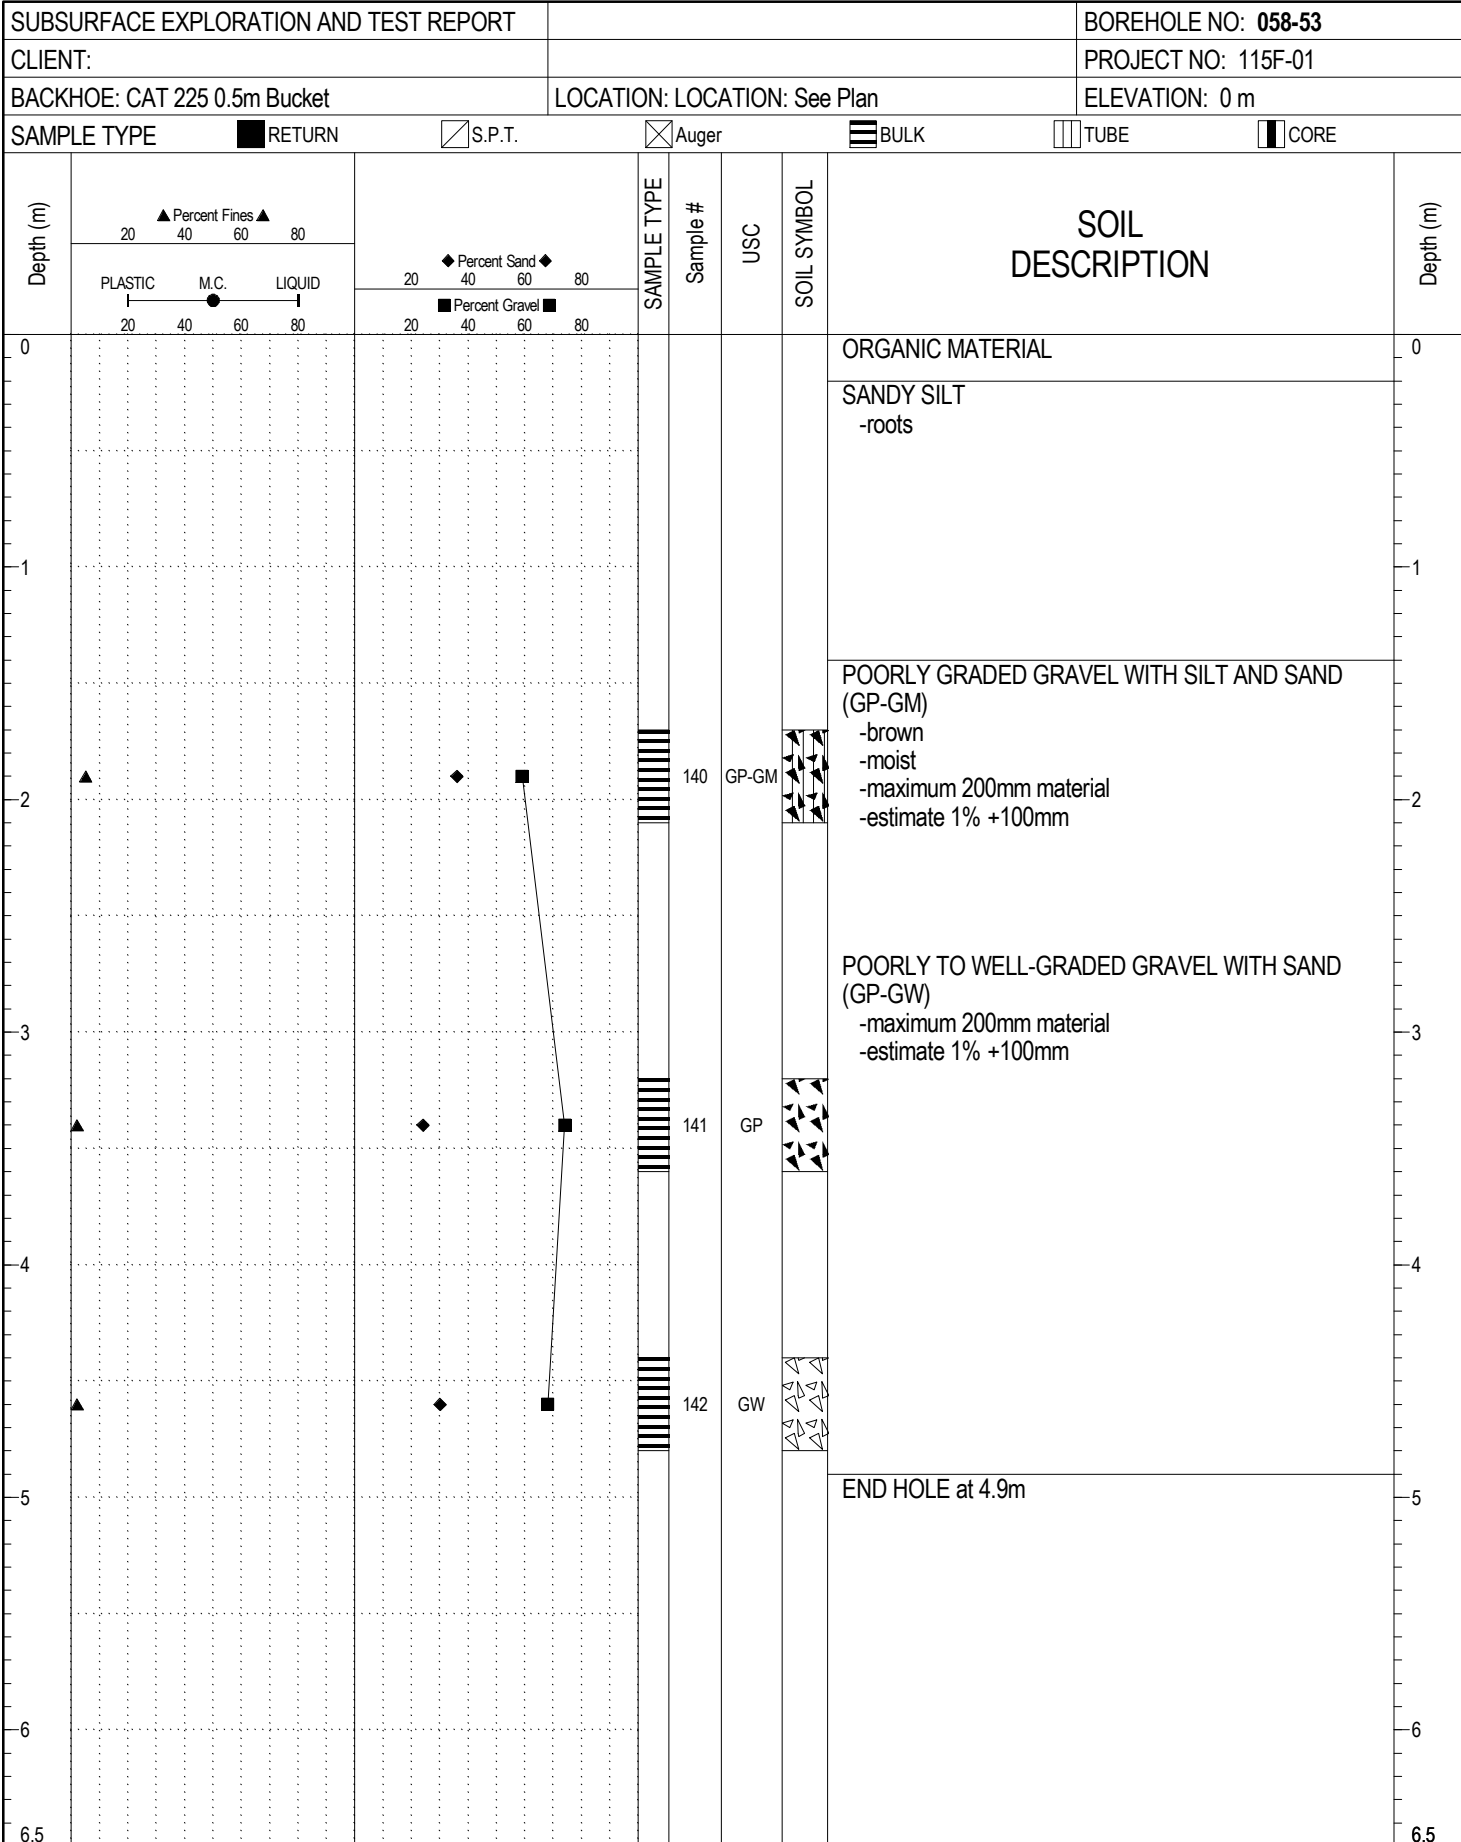 SUBSURFACE EXPLORATION AND TEST REPORT
BOREHOLE NO: 058-53
CLIENT:
PROJECT NO: 115F-01
BACKHOE: CAT 225 0.5m Bucket
LOCATION: LOCATION: See Plan
ELEVATION: 0 m
SAMPLE TYPE
RETURN
S.P.T.
Auger
BULK
TUBE
CORE
Depth (m)
Percent Fines
20 40 60 80
PLASTIC M.C. LIQUID
20 40 60 80
Percent Sand
20 40 60 80
Percent Gravel
20 40 60 80
SAMPLE TYPE
Sample #
USC
SOIL SYMBOL
SOIL
DESCRIPTION
Depth (m)
0
ORGANIC MATERIAL
0
SANDY SILT
-roots
1
1
POORLY GRADED GRAVEL WITH SILT AND SAND
(GP-GM)
-brown
-moist
140 GP-GM
-maximum 200mm material
2
2
-estimate 1% +100mm
POORLY TO WELL-GRADED GRAVEL WITH SAND
(GP-GW)
-maximum 200mm material
3
3
-estimate 1% +100mm
141 GP
4
4
142 GW
END HOLE at 4.9m
5
5
6
6
6.5
6.5